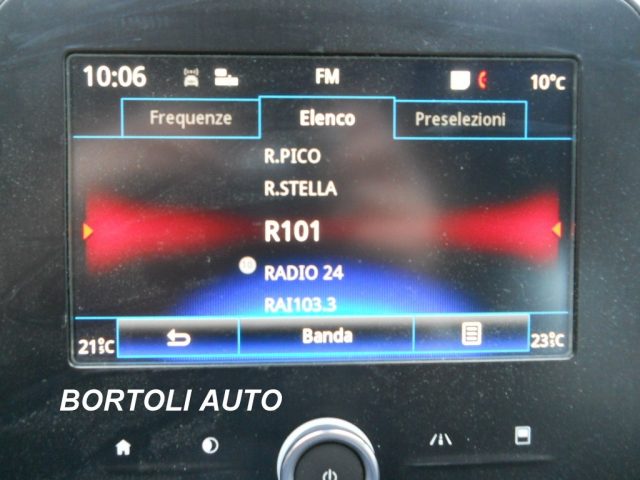 10:06 FM 10°C
Frequenze Elenco Preselezioni
R.PICO
R.STELLA
R101
RADIO 24
RAI103.3
21°C Banda 23°C
BORTOLI AUTO